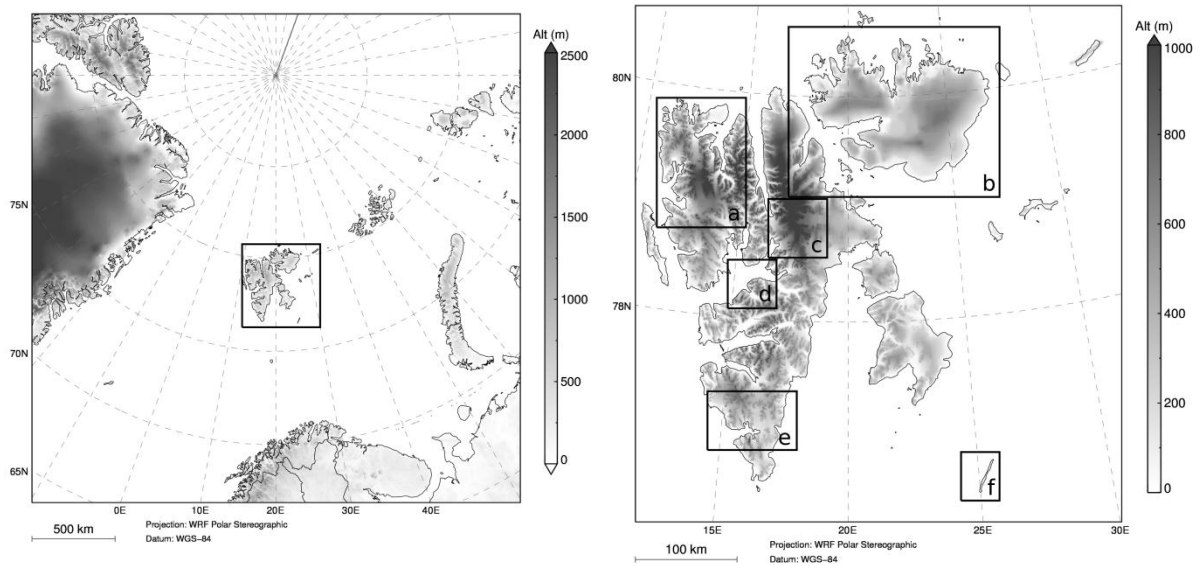 Alt (m)
2500
2000
1500
1000
500
0
75N
70N
65N
0E 10E 20E 30E 40E
500 km
Projection: WRF Polar Stereographic
Datum: WGS−84
Alt (m)
1000
800
600
400
200
0
80N
78N
a
b
c
d
e
f
15E 20E 25E 30E
100 km
Projection: WRF Polar Stereographic
Datum: WGS−84